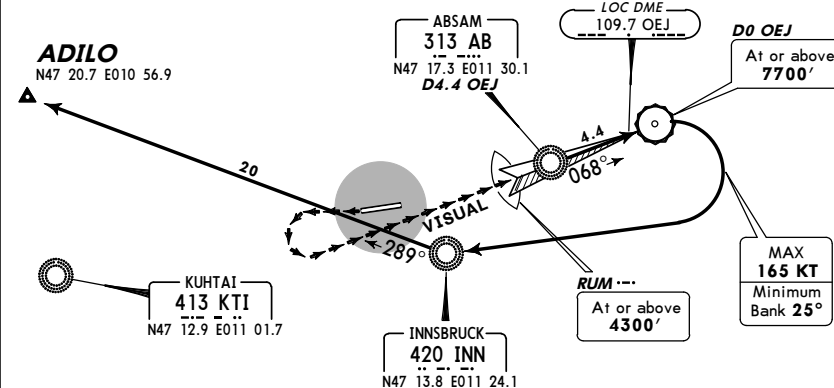 LOC DME
109.7 OEJ
ABSAM
313 AB
N47 17.3 E011 30.1
D4.4 OEJ
D0 OEJ
At or above
7700'
ADILO
N47 20.7 E010 56.9
4.4
068°
20
VISUAL
289°
KUHTAI
413 KTI
N47 12.9 E011 01.7
RUM
At or above
4300'
MAX
165 KT
Minimum
Bank 25°
INNSBRUCK
420 INN
N47 13.8 E011 24.1